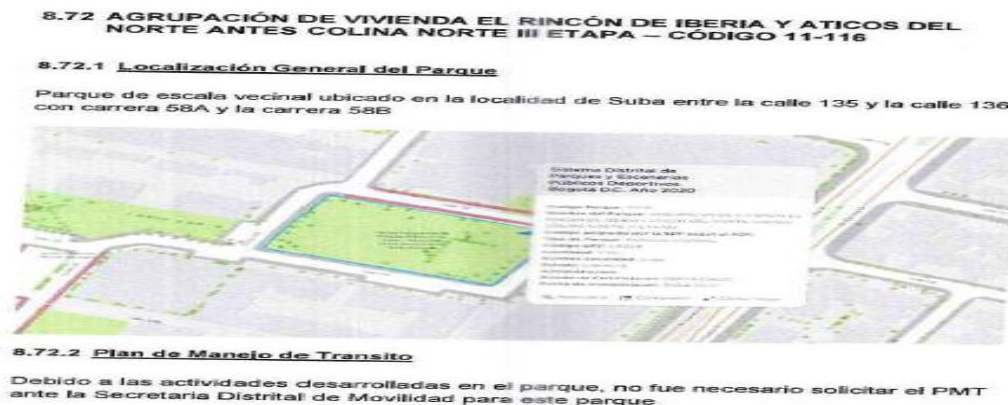 8.72 AGRUPACIÓN DE VIVIENDA EL RINCÓN DE IBERIA Y ATICOS DEL
NORTE ANTES COLINA NORTE III ETAPA – CÓDIGO 11-116
8.72.1 Localización General del Parque
Parque de escala vecinal ubicado en la localidad de Suba entre la calle 135 y la calle 136
con carrera 58A y la carrera 58B
Sistema Distrital de
Parques y Escenarios
Públicos Deportivos.
Bogotá D.C. Año 2020
8.72.2 Plan de Manejo de Transito
Debido a las actividades desarrolladas en el parque, no fue necesario solicitar el PMT
ante la Secretaria Distrital de Movilidad para este parque